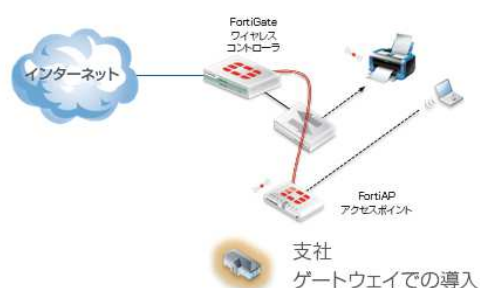 FortiGate
ワイヤレス
コントローラ
インターネット
FortiAP
アクセスポイント
支社
ゲートウェイでの導入